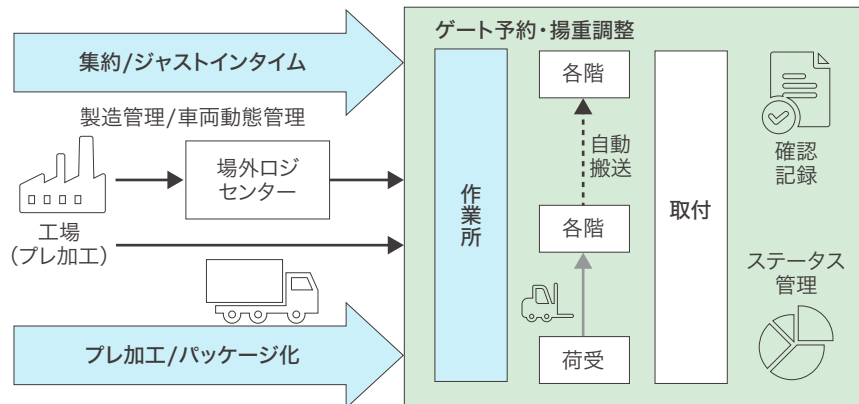 集約/ジャストインタイム
製造管理/車両動態管理
場外ロジ
センター
工場
（プレ加工）
プレ加工/パッケージ化
ゲート予約・揚重調整
作業所
各階
自動
搬送
各階
荷受
取付
確認
記録
ステータス
管理